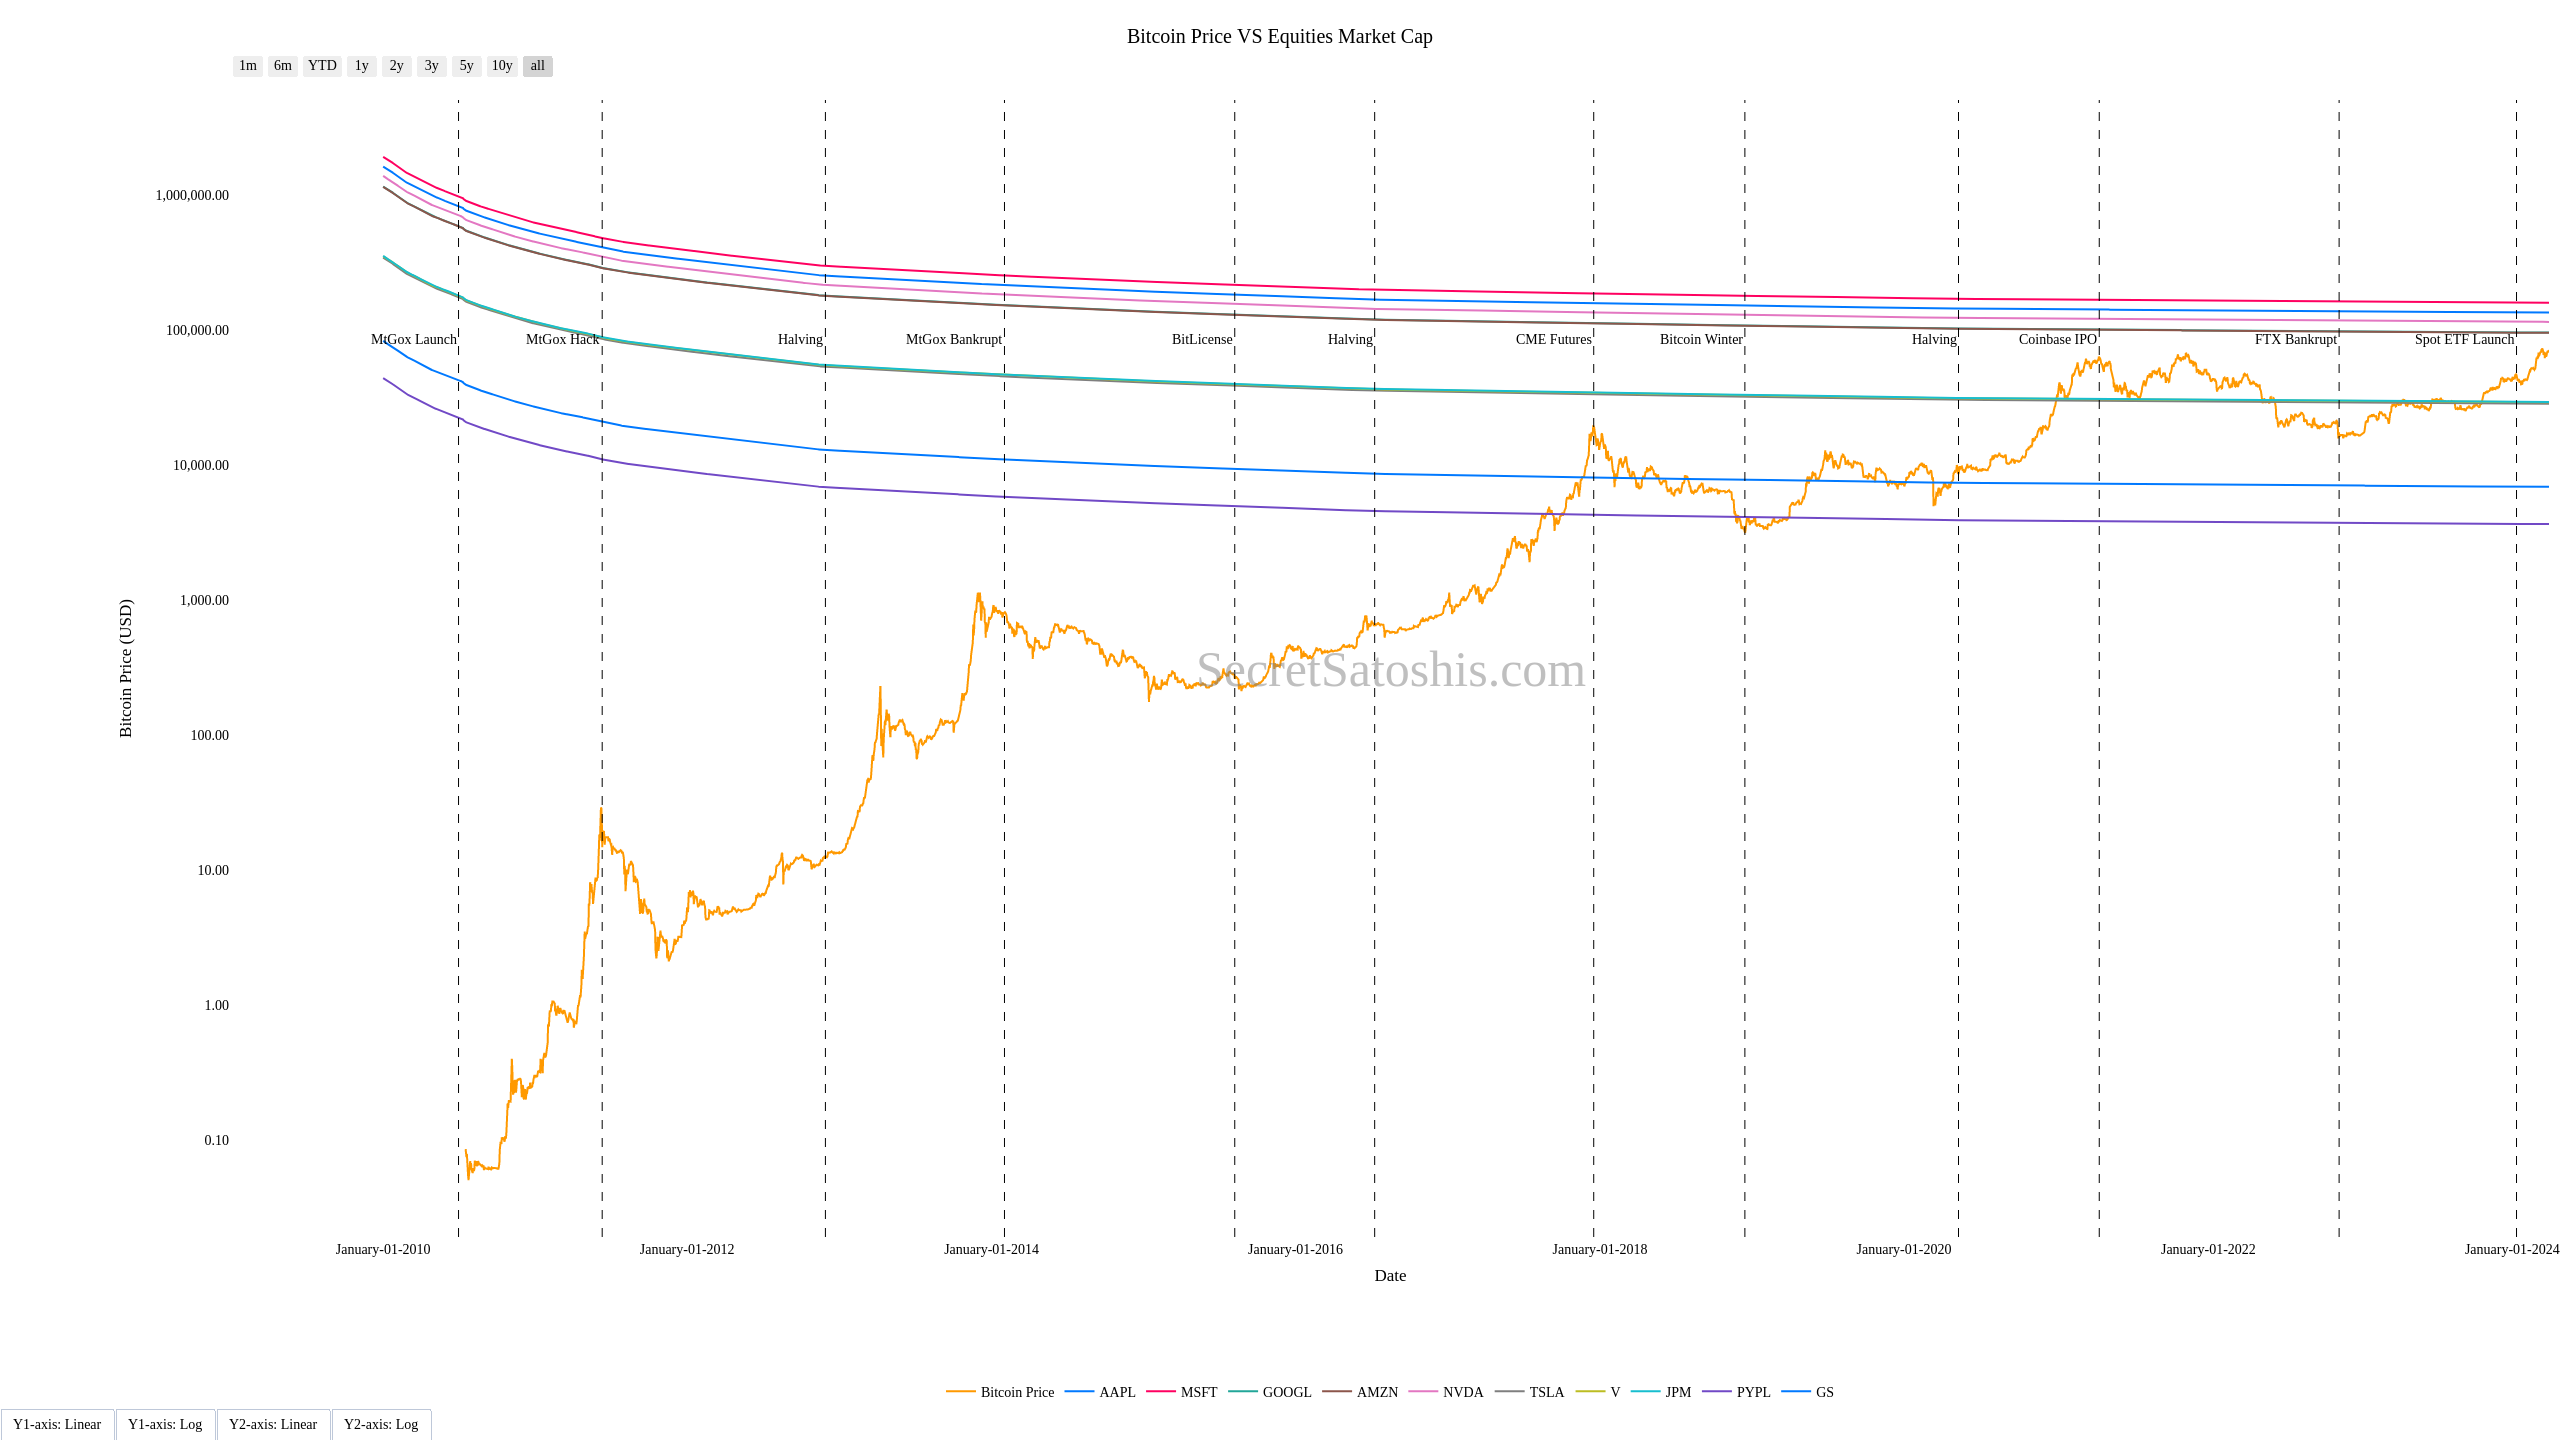 Bitcoin Price VS Equities Market Cap
1m 6m YTD 1y 2y 3y 5y 10y all
1,000,000.00
100,000.00
10,000.00
1,000.00
100.00
10.00
1.00
0.10
Bitcoin Price (USD)
MtGox Launch MtGox Hack Halving MtGox Bankrupt BitLicense Halving CME Futures Bitcoin Winter Halving Coinbase IPO FTX Bankrupt Spot ETF Launch
SecretSatoshis.com
January-01-2010 January-01-2012 January-01-2014 January-01-2016 January-01-2018 January-01-2020 January-01-2022 January-01-2024
Date
Bitcoin Price AAPL MSFT GOOGL AMZN NVDA TSLA V JPM PYPL GS
Y1-axis: Linear Y1-axis: Log Y2-axis: Linear Y2-axis: Log